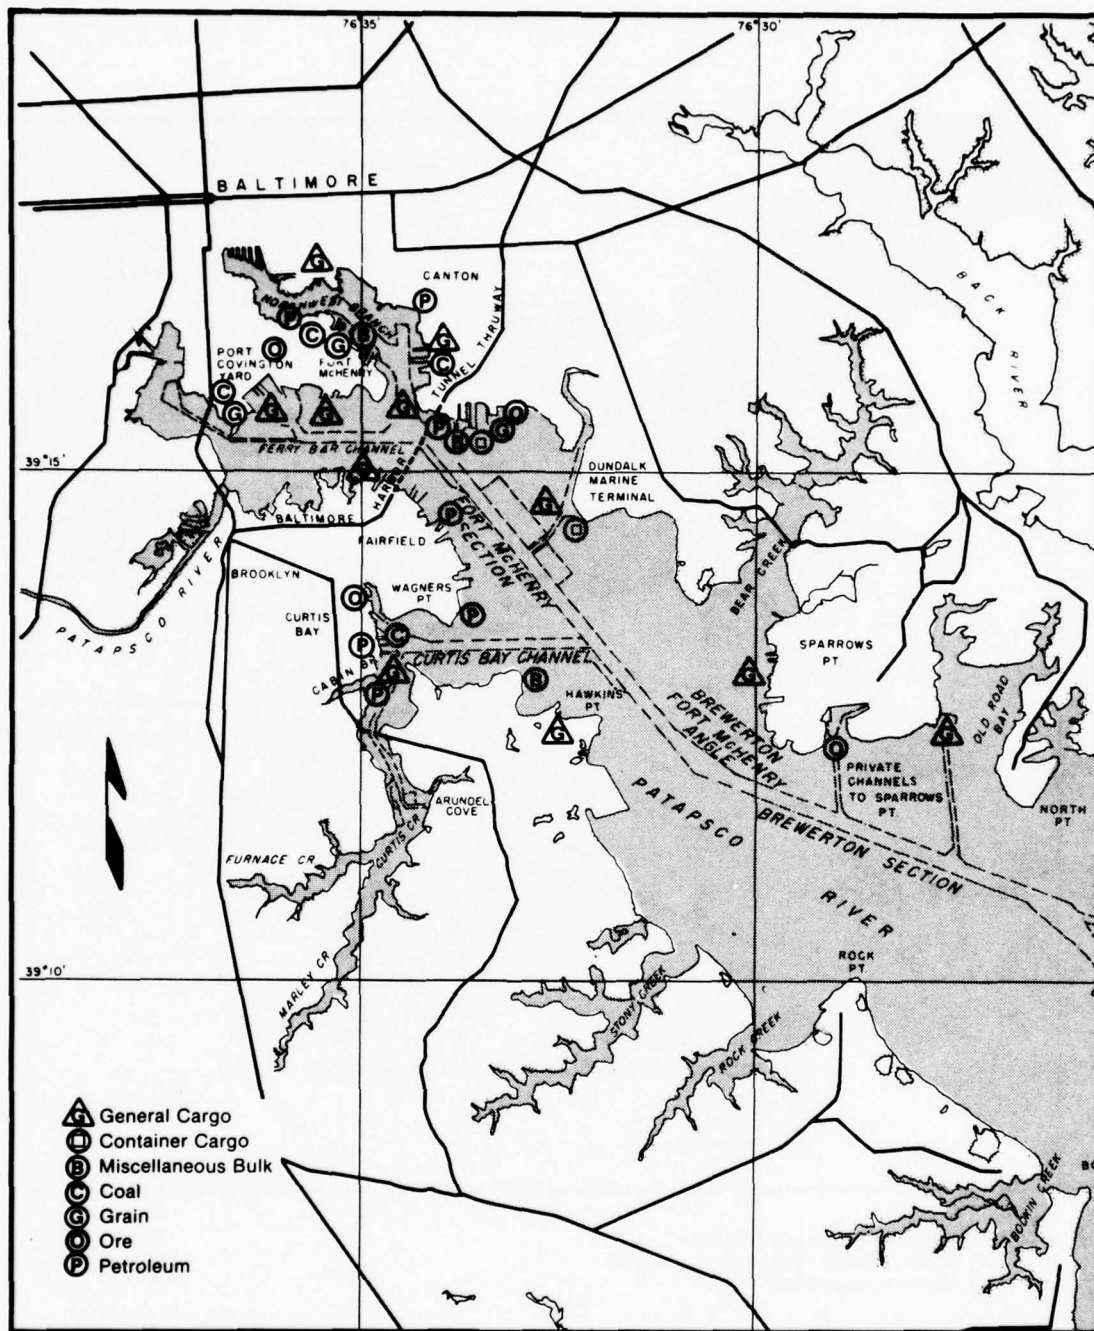 76°35'
76°30'
BALTIMORE
CANTON
NORTHWEST BRANCH
BACK
RIVER
TUNNEL THRUWAY
G
P
P
C
G
B
G
C
O
PORT
COVINGTON
YARD
FORT
MCHENRY
C
G
G
G
G
P
B
G
O
FERRY BAR CHANNEL
39°15'
G
HARBOR
BALTIMORE
DUNDALK
MARINE
TERMINAL
G
P
FAIRFIELD
FORT MCHENRY
SECTION
BEAR CREEK
BROOKLYN
PATAPSCO RIVER
WAGNERS
PT
CURTIS
BAY
O
P
C
P
G
P
CABIN BR
CURTIS BAY CHANNEL
B
HAWKINS
PT
G
G
SPARROWS
PT
BREWERTON
FORT MCHENRY
ANGLE
OLD ROAD
BAY
G
O
PRIVATE
CHANNELS
TO SPARROWS
PT
NORTH
PT
ARUNDEL
COVE
PATAPSCO
BREWERTON SECTION
RIVER
FURNACE CR.
CURTIS CR.
MARLEY CR
ROCK
PT
39°10'
STONY CREEK
ROCK CREEK
BODKIN CREEK
BO
G General Cargo
Container Cargo
B Miscellaneous Bulk
C Coal
G Grain
O Ore
P Petroleum